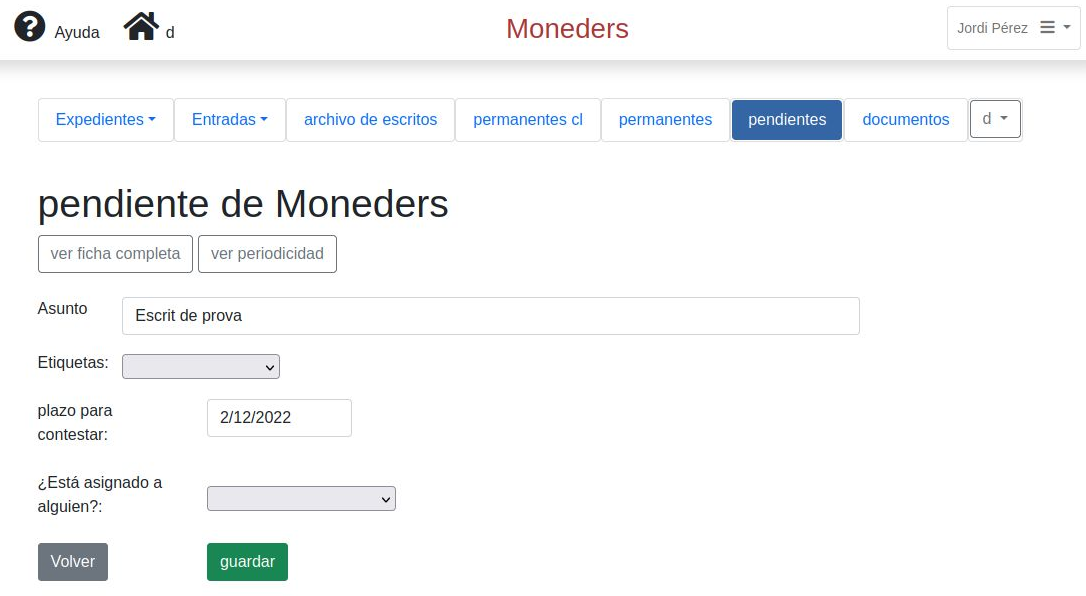 Ayuda d Moneders Jordi Pérez
Expedientes Entradas archivo de escritos permanentes cl permanentes pendientes documentos d
pendiente de Moneders
ver ficha completa ver periodicidad
Asunto Escrit de prova
Etiquetas:
plazo para
contestar: 2/12/2022
¿Está asignado a
alguien?:
Volver guardar